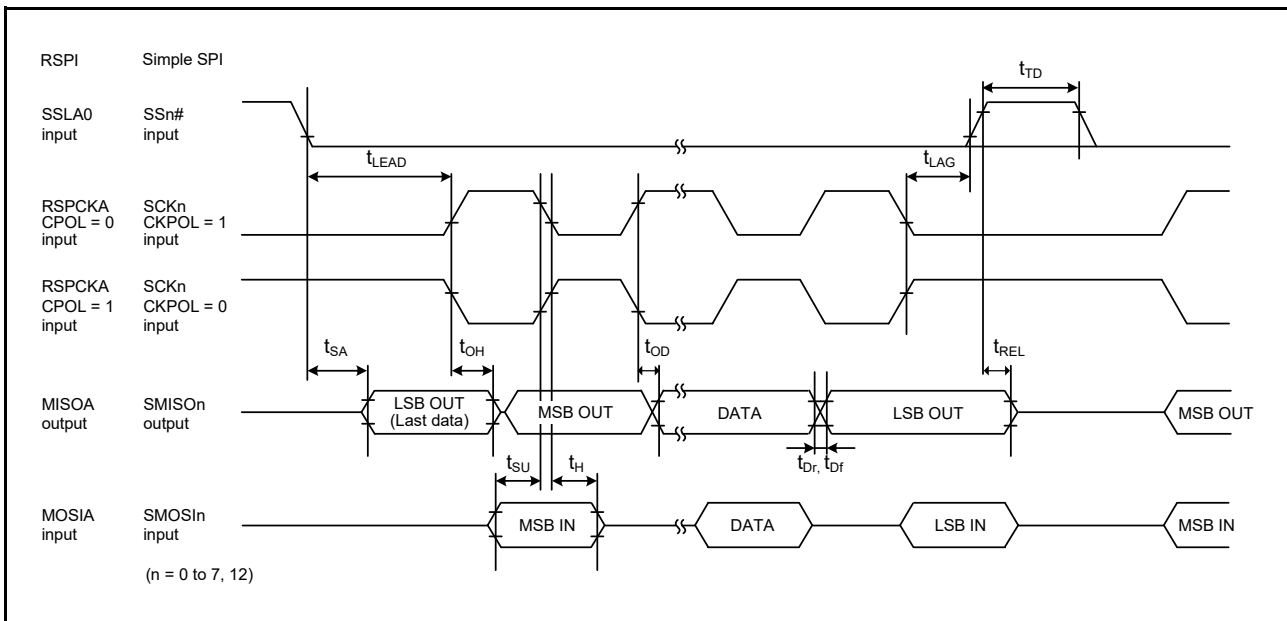 RSPI Simple SPI
tTD
SSLA0 SSn#
input input
tLEAD
tLAG
RSPCKA SCKn
CPOL = 0 CKPOL = 1
input input
RSPCKA SCKn
CPOL = 1 CKPOL = 0
input input
tSA tOH tOD tREL
MISOA SMISOn
output output
LSB OUT
(Last data)
MSB OUT DATA LSB OUT MSB OUT
tSU tH tDr, tDf
MOSIA SMOSIn
input input
MSB IN DATA LSB IN MSB IN
(n = 0 to 7, 12)